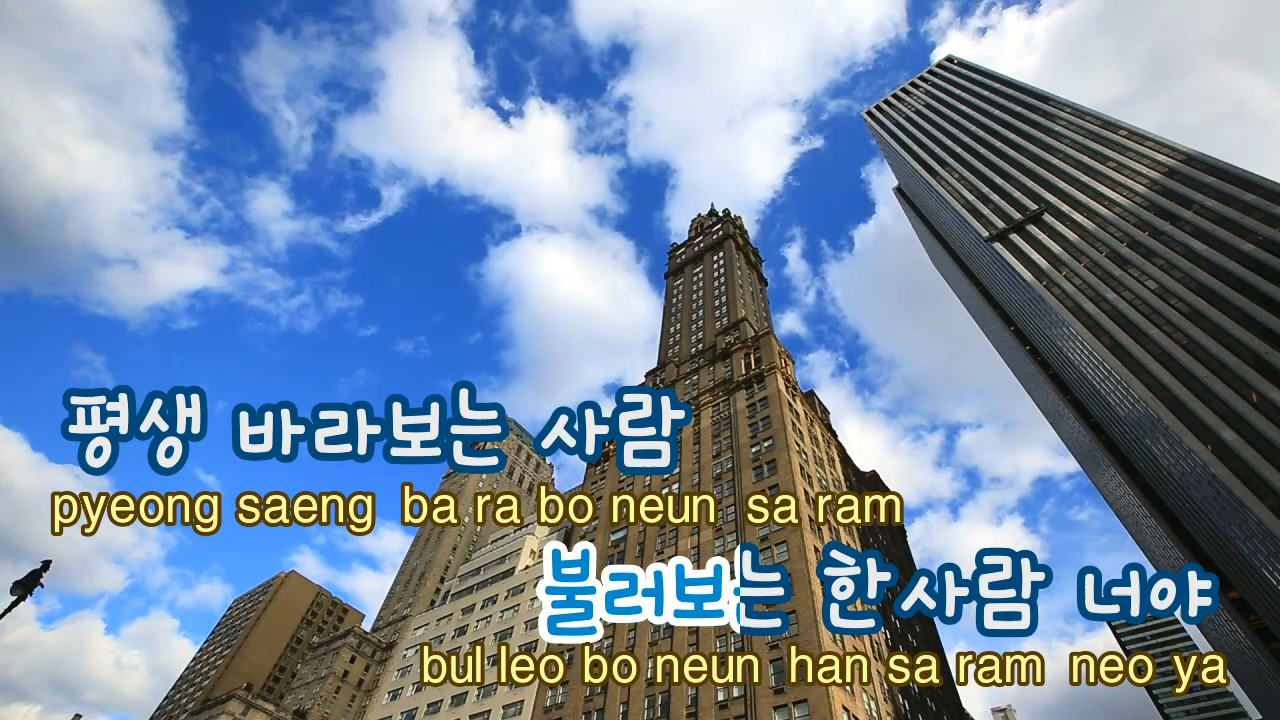 평생 바라보는 사람
pyeong saeng ba ra bo neun sa ram
불러보는 한사람 너야
bul leo bo neun han sa ram neo ya